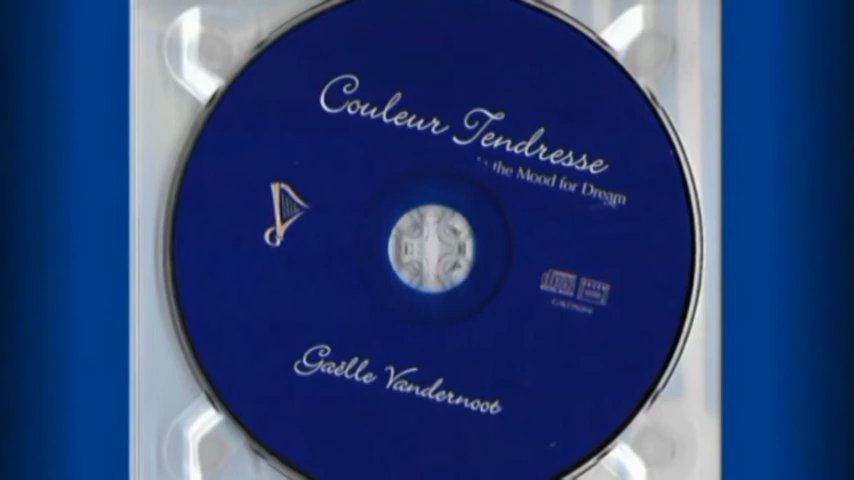 Couleur Tendresse
the Mood for Dream
Gaëlle Vandernoot